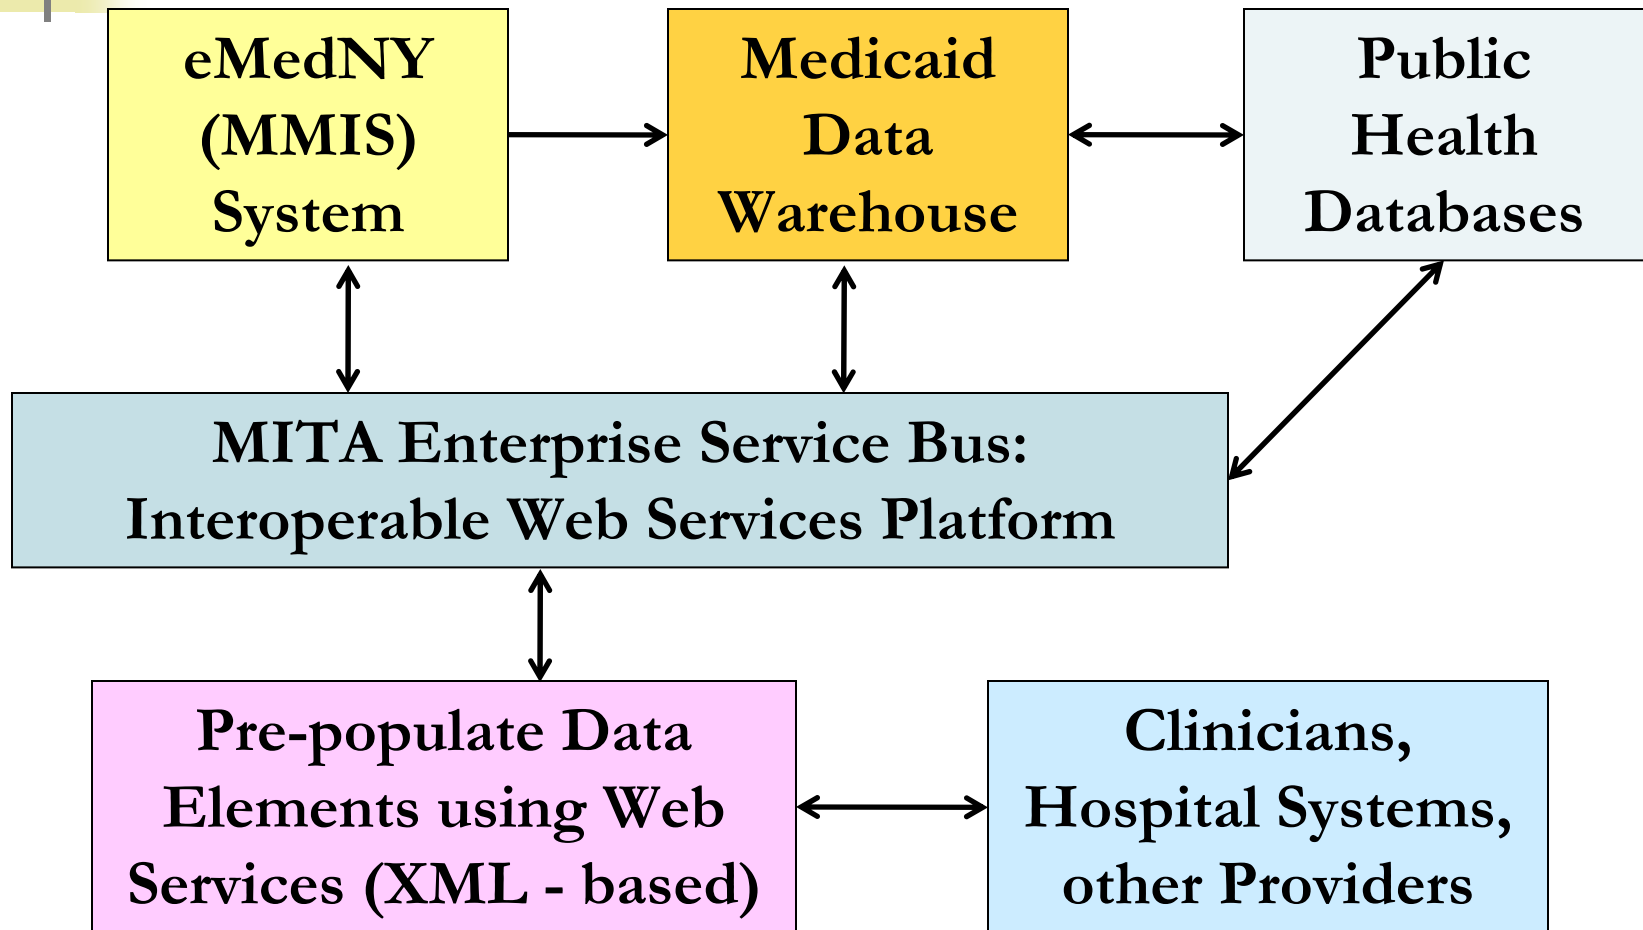 eMedNY
(MMIS)
System
Medicaid
Data
Warehouse
Public
Health
Databases
MITA Enterprise Service Bus:
Interoperable Web Services Platform
Pre-populate Data
Elements using Web
Services (XML - based)
Clinicians,
Hospital Systems,
other Providers